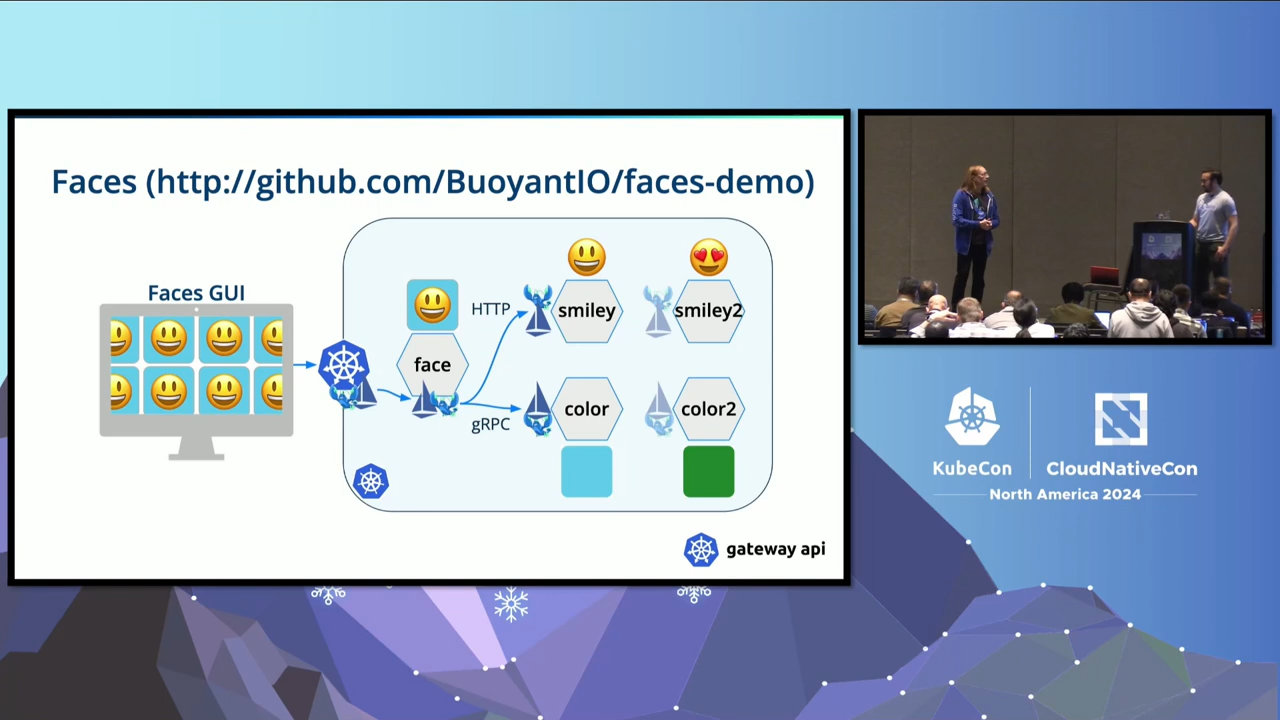 Faces (http://github.com/BuoyantIO/faces-demo)
Faces GUI
HTTP
smiley
smiley2
face
gRPC
color
color2
gateway api
KubeCon
CloudNativeCon
North America 2024